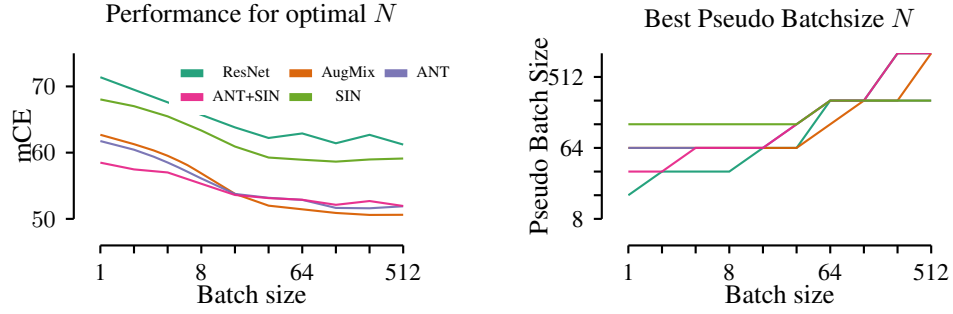 Performance for optimal N
mCE
70
60
50
ResNet
AugMix
ANT
ANT+SIN
SIN
1
8
64
512
Batch size
Best Pseudo Batchsize N
Pseudo Batch Size
512
64
8
1
8
64
512
Batch size